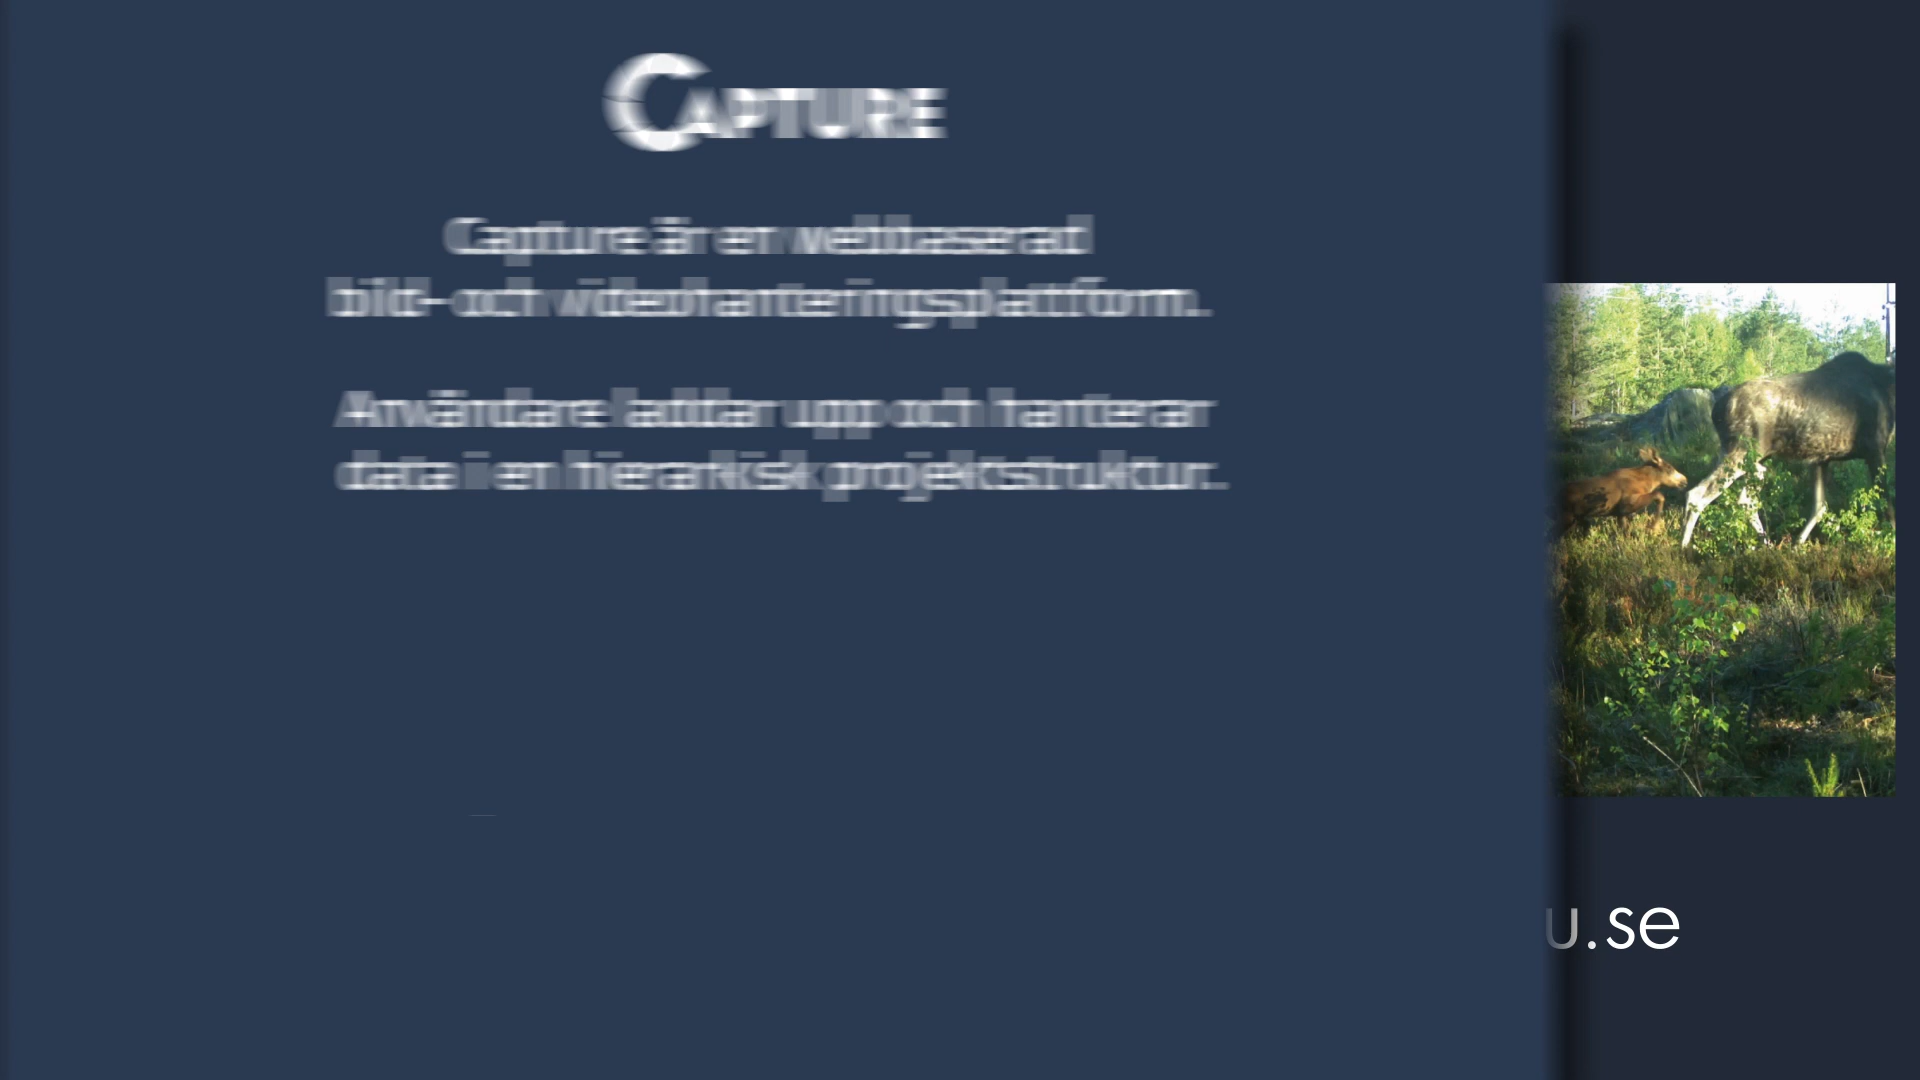 CAPTURE
Capture är en webbaserad
bild- och videohanteringsplattform.
Användare laddar upp och hanterar
data i en hierarkisk projektstruktur.
u.se